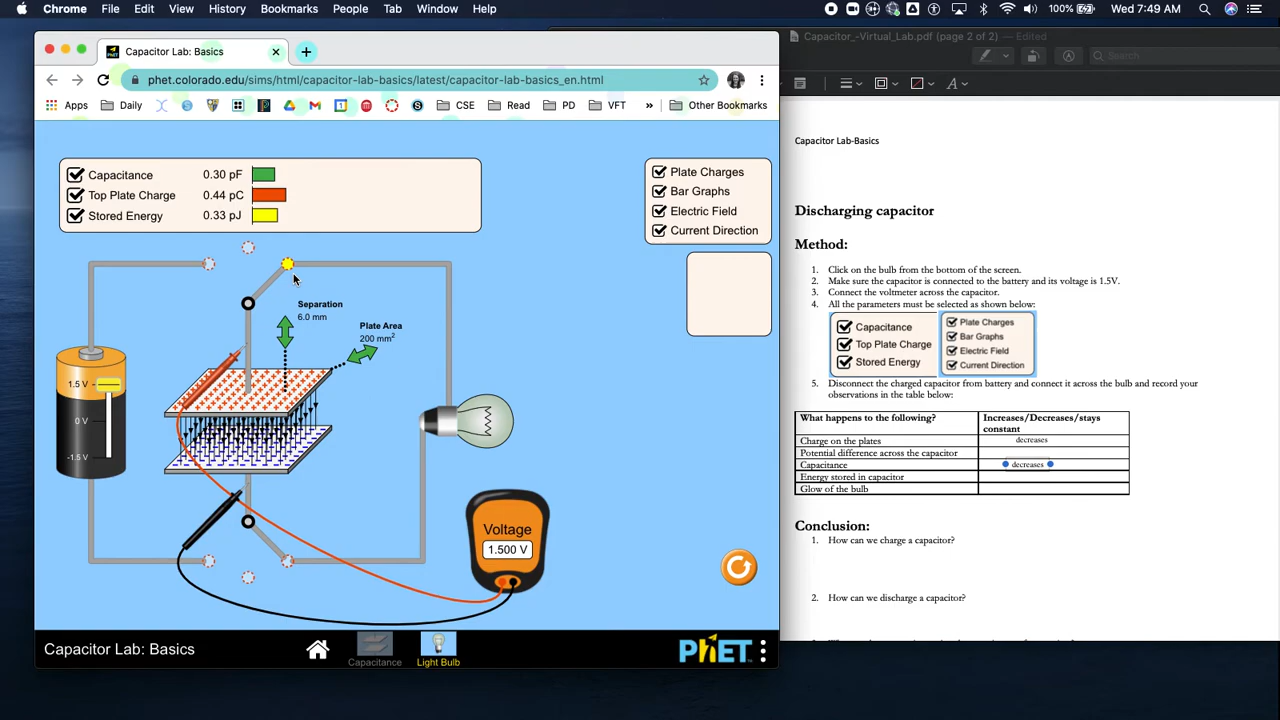 Chrome File Edit View History Bookmarks People Tab Window Help 100% Wed 7:49 AM
Capacitor Lab: Basics
Capacitor_-Virtual_Lab.pdf (page 2 of 2) — Edited
Search
phet.colorado.edu/sims/html/capacitor-lab-basics/latest/capacitor-lab-basics_en.html
Apps Daily CSE Read PD VFT » Other Bookmarks
Capacitance 0.30 pF
Top Plate Charge 0.44 pC
Stored Energy 0.33 pJ
Plate Charges
Bar Graphs
Electric Field
Current Direction
Separation
6.0 mm
Plate Area
200 mm²
1.5 V
0 V
-1.5 V
Voltage
1.500 V
Capacitor Lab: Basics
Capacitance
Light Bulb
PhET
Capacitor Lab-Basics
Discharging capacitor
Method:
1. Click on the bulb from the bottom of the screen.
2. Make sure the capacitor is connected to the battery and its voltage is 1.5V.
3. Connect the voltmeter across the capacitor.
4. All the parameters must be selected as shown below:
Capacitance
Top Plate Charge
Stored Energy
Plate Charges
Bar Graphs
Electric Field
Current Direction
5. Disconnect the charged capacitor from battery and connect it across the bulb and record your
observations in the table below:
What happens to the following? Increases/Decreases/stays
constant
Charge on the plates decreases
Potential difference across the capacitor
Capacitance decreases
Energy stored in capacitor
Glow of the bulb
Conclusion:
1. How can we charge a capacitor?
2. How can we discharge a capacitor?